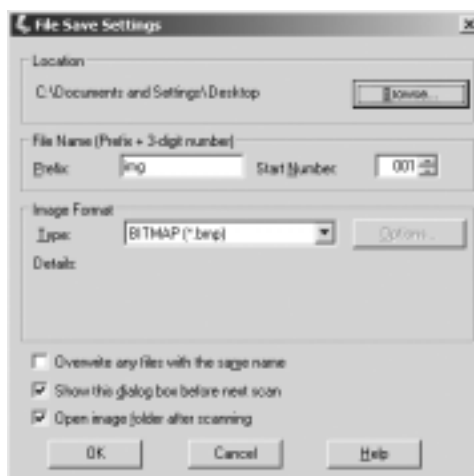 File Save Settings
Location
C:\Documents and Settings\Desktop
Browse...
File Name (Prefix + 3-digit number)
Prefix: img Start Number: 001
Image Format
Type: BITMAP (*.bmp) Options...
Details:
Overwrite any files with the same name
Show this dialog box before next scan
Open image folder after scanning
OK Cancel Help